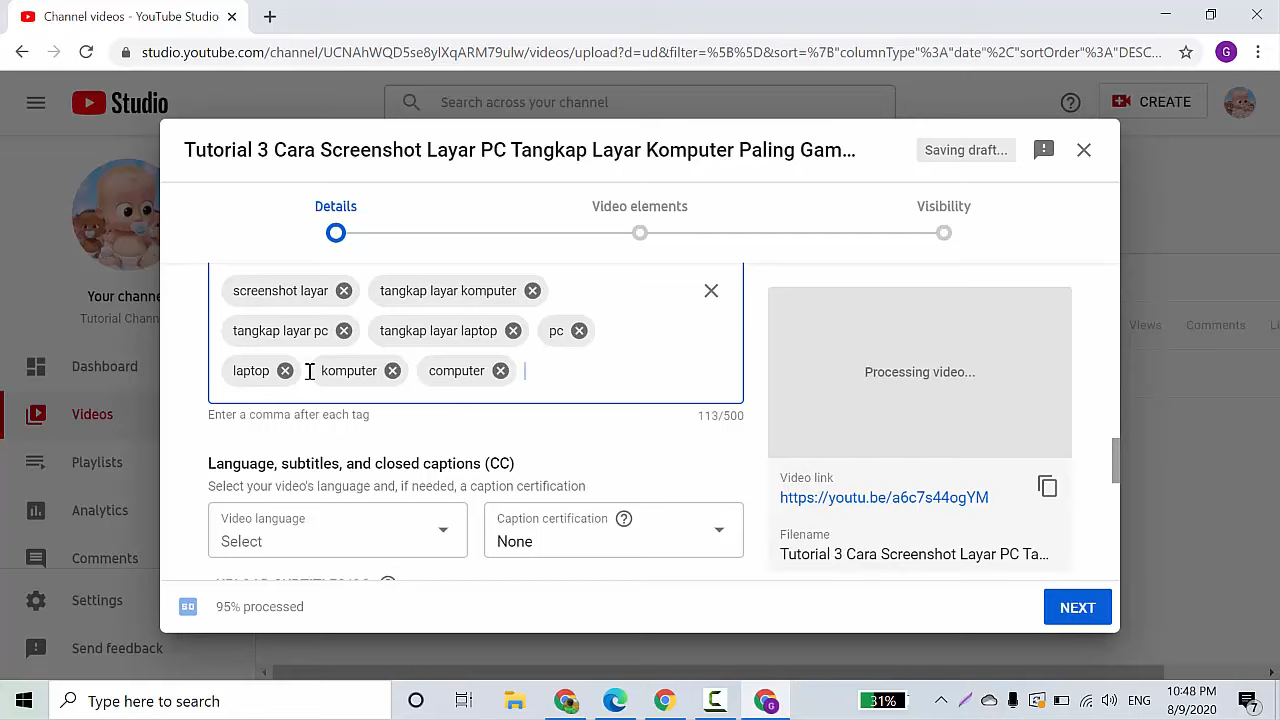 Channel videos - YouTube Studio
studio.youtube.com/channel/UCNAhWQD5se8ylXqARM79ulw/videos/upload?d=ud&filter=%5B%5D&sort=%7B"columnType"%3A"date"%2C"sortOrder"%3A"DESC...
G
Studio
Search across your channel
CREATE
Tutorial 3 Cara Screenshot Layar PC Tangkap Layar Komputer Paling Gam...
Saving draft...
Details
Video elements
Visibility
Your channe
Tutorial Chann
Dashboard
Videos
Playlists
Analytics
Comments
Settings
Send feedback
screenshot layar
tangkap layar komputer
tangkap layar pc
tangkap layar laptop
pc
laptop
komputer
computer
Enter a comma after each tag
113/500
Language, subtitles, and closed captions (CC)
Select your video's language and, if needed, a caption certification
Video language
Select
Caption certification
None
Processing video...
Video link
https://youtu.be/a6c7s44ogYM
Filename
Tutorial 3 Cara Screenshot Layar PC Ta...
Views
Comments
SD
95% processed
NEXT
Type here to search
31%
ENG
10:48 PM
8/9/2020
7